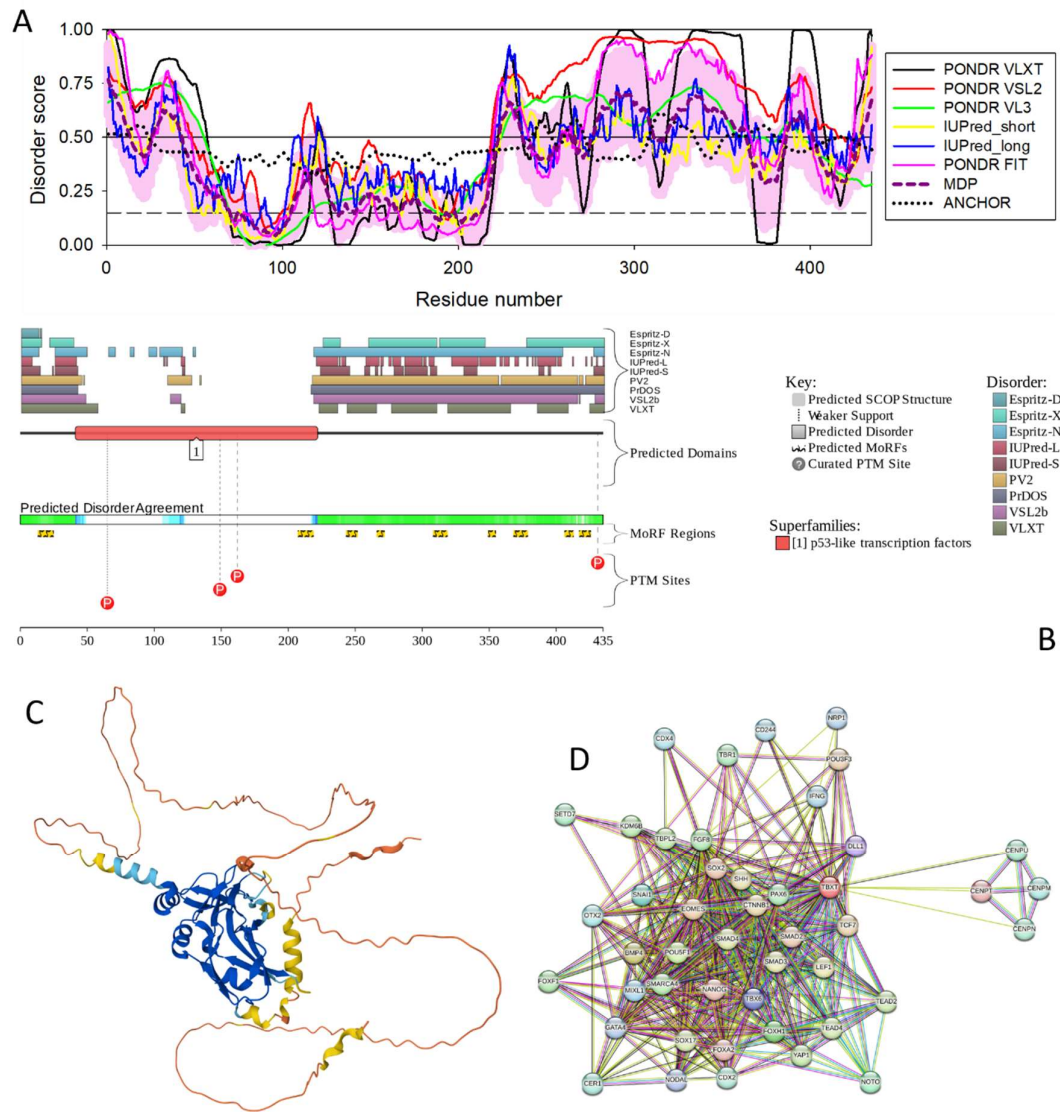 A
Disorder score
1.00
0.75
0.50
0.25
0.00
0
100
200
300
400
Residue number
PONDR VLXT
PONDR VSL2
PONDR VL3
IUPred_short
IUPred_long
PONDR FIT
MDP
ANCHOR
Espritz-D
Espritz-X
Espritz-N
IUPred-L
IUPred-S
PV2
PrDOS
VSL2b
VLXT
1
Predicted Domains
Predicted Disorder Agreement
MoRF Regions
P
P
P
P
PTM Sites
0
50
100
150
200
250
300
350
400
435
Key:
Predicted SCOP Structure
Weaker Support
Predicted Disorder
Predicted MoRFs
? Curated PTM Site
Superfamilies:
[1] p53-like transcription factors
Disorder:
Espritz-D
Espritz-X
Espritz-N
IUPred-L
IUPred-S
PV2
PrDOS
VSL2b
VLXT
B
C
D
NRP1
CD244
CDX4
TBR1
POU3F3
IFNG
SETD7
KDM6B
TBPL2
FGF8
DLL1
SOX2
SHH
CENPU
SNAI1
PAX6
TBXT
CENPT
CENPM
OTX2
EOMES
CTNNB1
TCF7
CENPN
SMAD4
SMAD2
BMP4
POU5F1
SMAD3
LEF1
FOXF1
MIXL1
SMARCA4
NANOG
TBX6
TEAD2
GATA4
FOXH1
TEAD4
SOX17
FOXA2
YAP1
CER1
NODAL
CDX2
NOTO